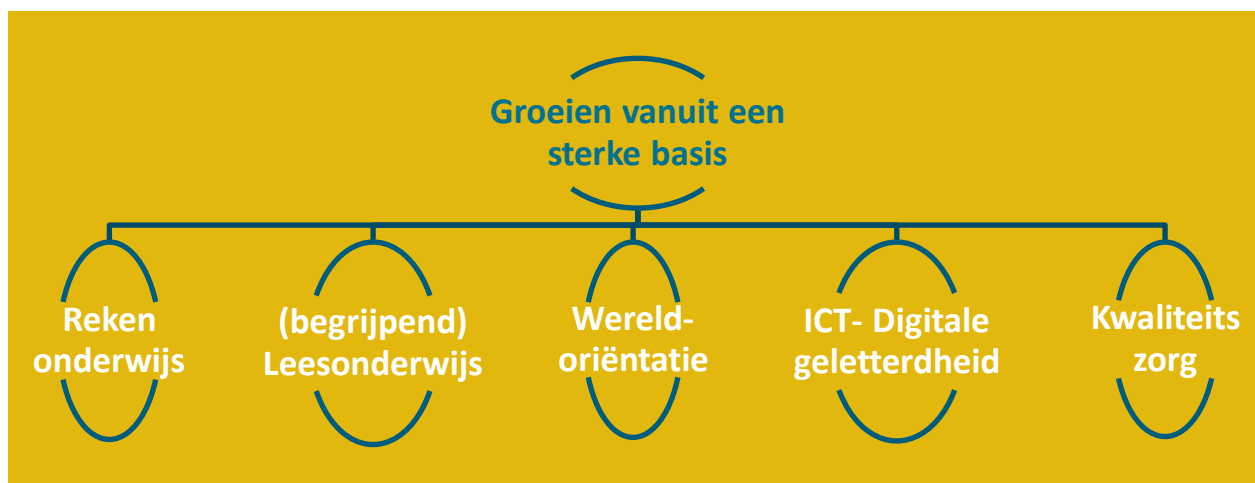 Groeien vanuit een
sterke basis
Reken
onderwijs
(begrijpend)
Leesonderwijs
Wereld-
oriëntatie
ICT- Digitale
geletterdheid
Kwaliteits
zorg